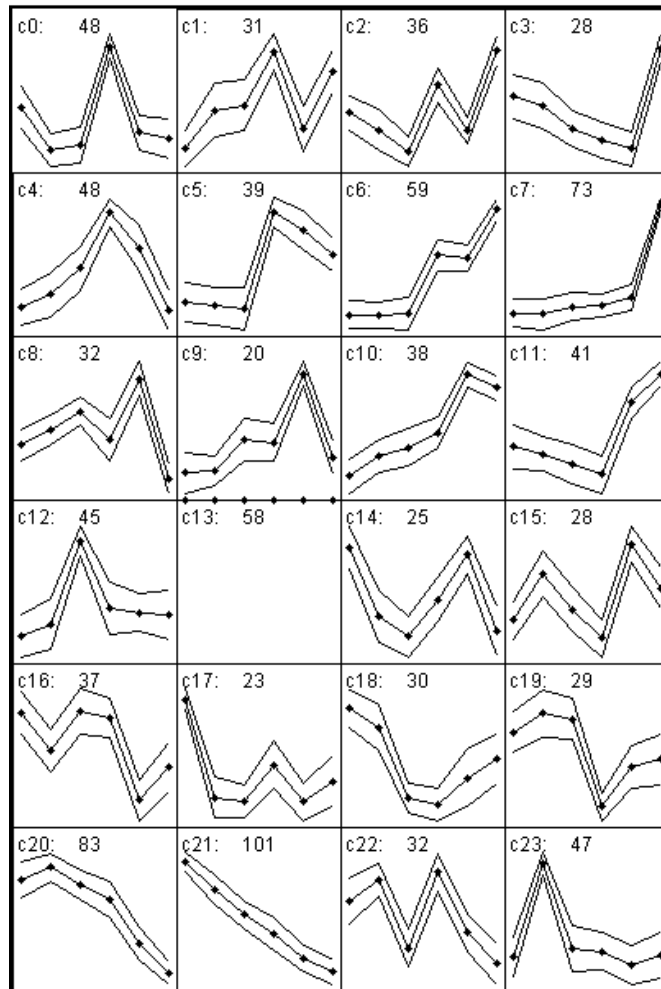 c0: 48 c1: 31 c2: 36 c3: 28
c4: 48 c5: 39 c6: 59 c7: 73
c8: 32 c9: 20 c10: 38 c11: 41
c12: 45 c13: 58 c14: 25 c15: 28
c16: 37 c17: 23 c18: 30 c19: 29
c20: 83 c21: 101 c22: 32 c23: 47